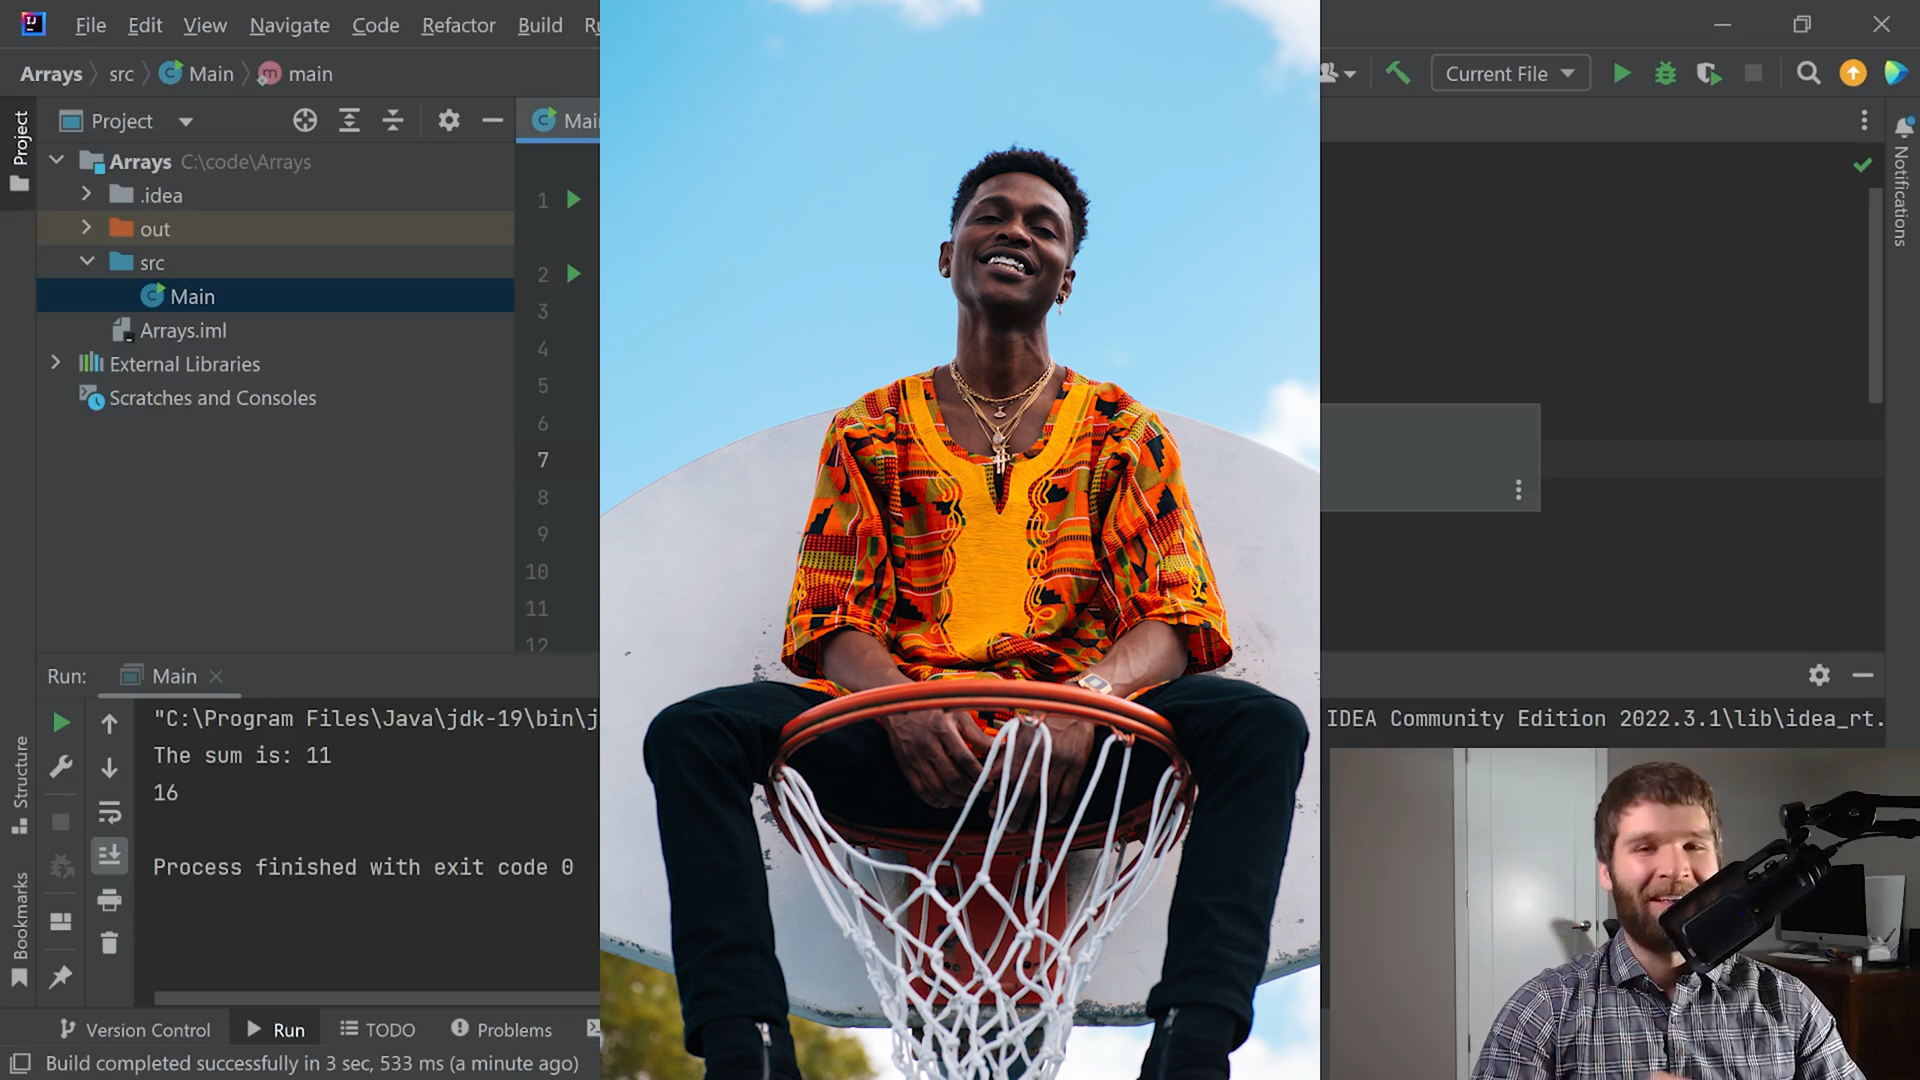 IJ File Edit View Navigate Code Refactor Build
Arrays src Main m main
Current File
Project
Project
C Mai
Arrays C:\code\Arrays
.idea
out
src
C Main
Arrays.iml
External Libraries
Scratches and Consoles
1
2
3
4
5
6
7
8
9
10
11
12
Notifications
Run: Main
"C:\Program Files\Java\jdk-19\bin\j
IDEA Community Edition 2022.3.1\lib\idea_rt.
The sum is: 11
16
Process finished with exit code 0
Structure
Bookmarks
Version Control Run TODO Problems
Build completed successfully in 3 sec, 533 ms (a minute ago)